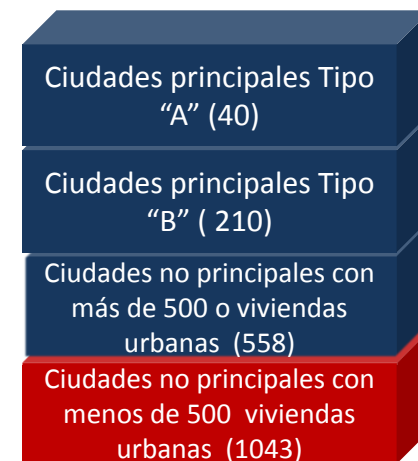 Ciudades principales Tipo
“A” (40)
Ciudades principales Tipo
“B” ( 210)
Ciudades no principales con
más de 500 o viviendas
urbanas  (558)
Ciudades no principales con
menos de 500  viviendas
urbanas (1043)